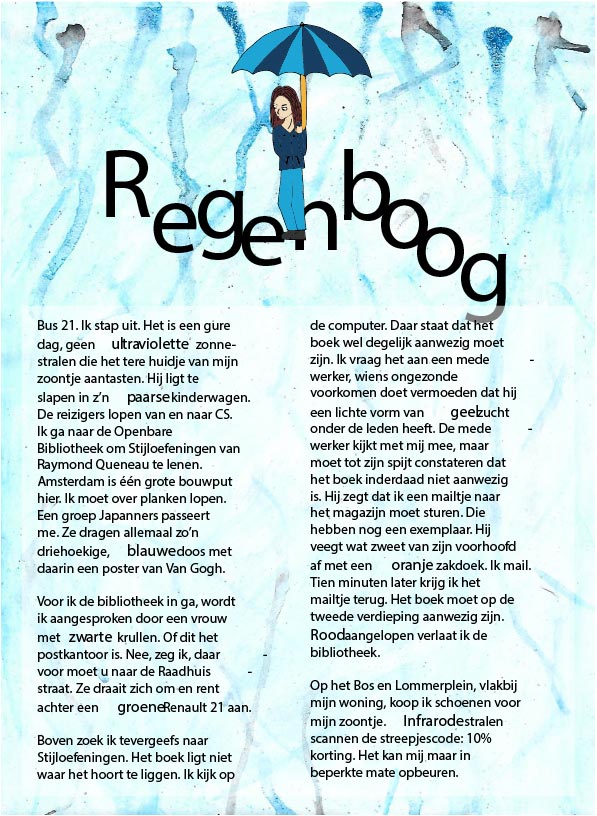 Regenboog
Bus 21. Ik stap uit. Het is een gure
dag, geen ultraviolette zonne-
stralen die het tere huidje van mijn
zoontje aantasten. Hij ligt te
slapen in z’n paarse kinderwagen.
De reizigers lopen van en naar CS.
Ik ga naar de Openbare
Bibliotheek om Stijloefeningen van
Raymond Queneau te lenen.
Amsterdam is één grote bouwput
hier. Ik moet over planken lopen.
Een groep Japanners passeert
me. Ze dragen allemaal zo’n
driehoekige, blauwe doos met
daarin een poster van Van Gogh.
Voor ik de bibliotheek in ga, wordt
ik aangesproken door een vrouw
met zwarte krullen. Of dit het
postkantoor is. Nee, zeg ik, daar -
voor moet u naar de Raadhuis -
straat. Ze draait zich om en rent
achter een groene Renault 21 aan.
Boven zoek ik tevergeefs naar
Stijloefeningen. Het boek ligt niet
waar het hoort te liggen. Ik kijk op
de computer. Daar staat dat het
boek wel degelijk aanwezig moet
zijn. Ik vraag het aan een mede -
werker, wiens ongezonde
voorkomen doet vermoeden dat hij
een lichte vorm van geelzucht
onder de leden heeft. De mede -
werker kijkt met mij mee, maar
moet tot zijn spijt constateren dat
het boek inderdaad niet aanwezig
is. Hij zegt dat ik een mailtje naar
het magazijn moet sturen. Die
hebben nog een exemplaar. Hij
veegt wat zweet van zijn voorhoofd
af met een oranje zakdoek. Ik mail.
Tien minuten later krijg ik het
mailtje terug. Het boek moet op de
tweede verdieping aanwezig zijn.
Roodaangelopen verlaat ik de
bibliotheek.
Op het Bos en Lommerplein, vlakbij
mijn woning, koop ik schoenen voor
mijn zoontje. Infrarode stralen
scannen de streepjescode: 10%
korting. Het kan mij maar in
beperkte mate opbeuren.